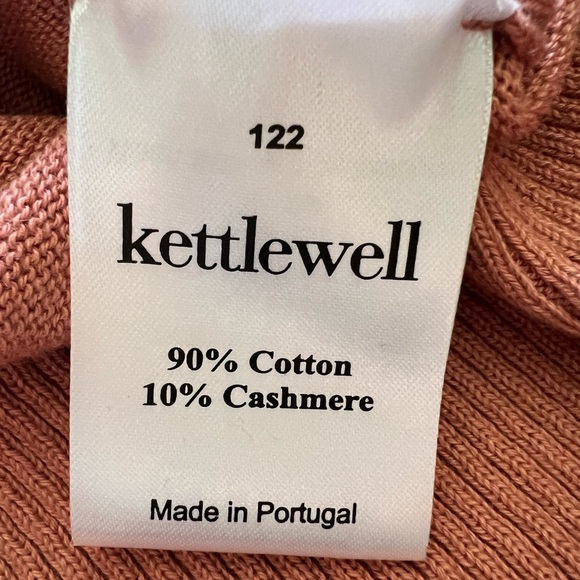 122
kettlewell
90% Cotton
10% Cashmere
Made in Portugal